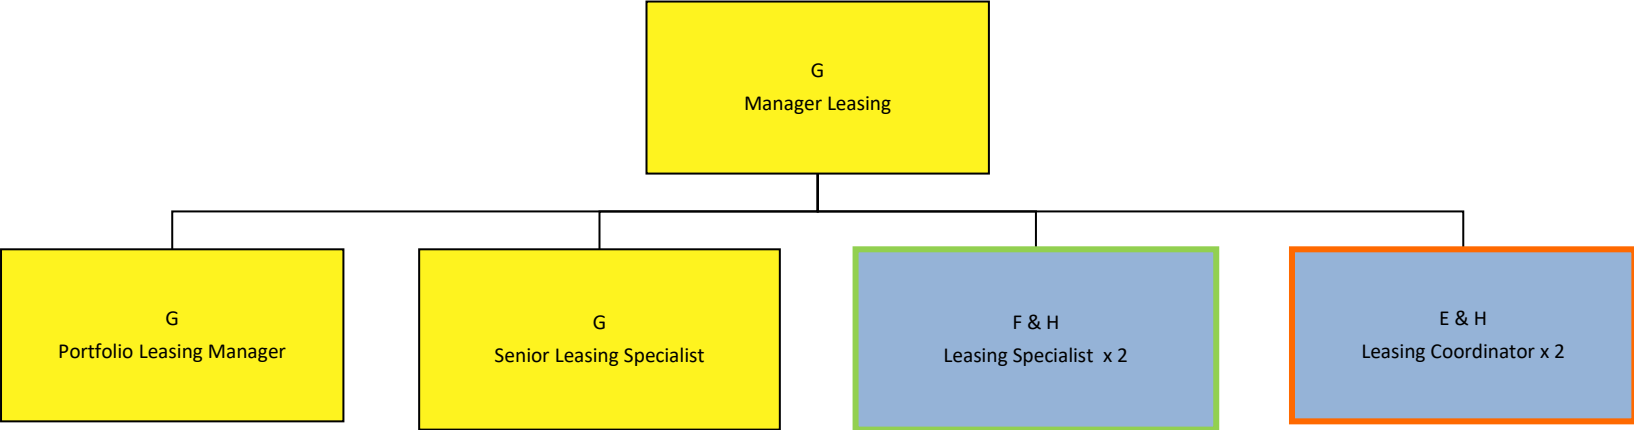 G
Manager Leasing
G
Portfolio Leasing Manager
G
Senior Leasing Specialist
F & H
Leasing Specialist  x 2
E & H
Leasing Coordinator x 2